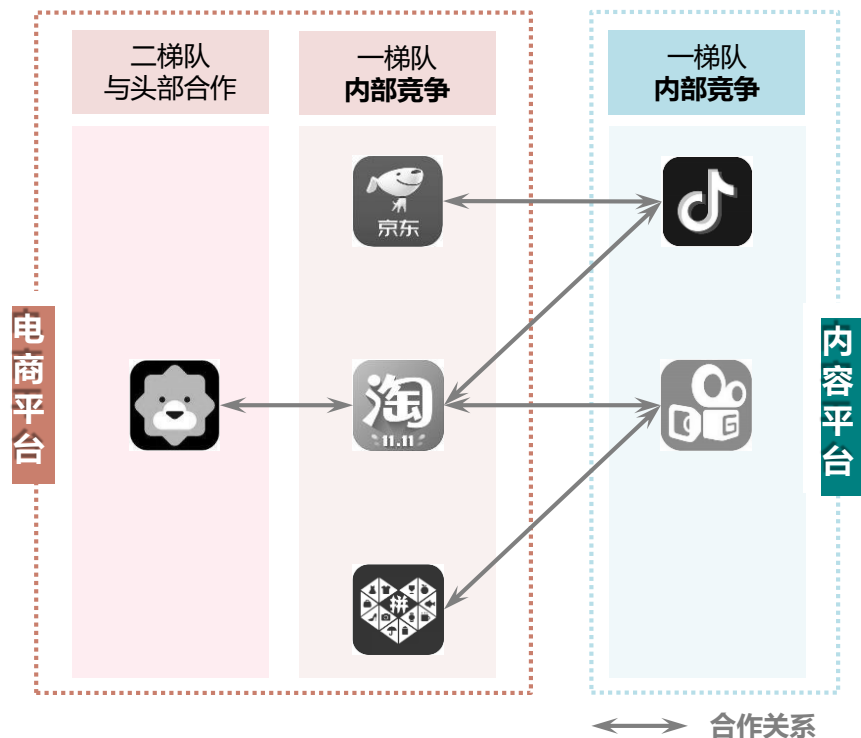 二梯队
与头部合作
一梯队
内部竞争
一梯队
内部竞争
京东
电商平台
淘
11.11
内容平台
拼
合作关系